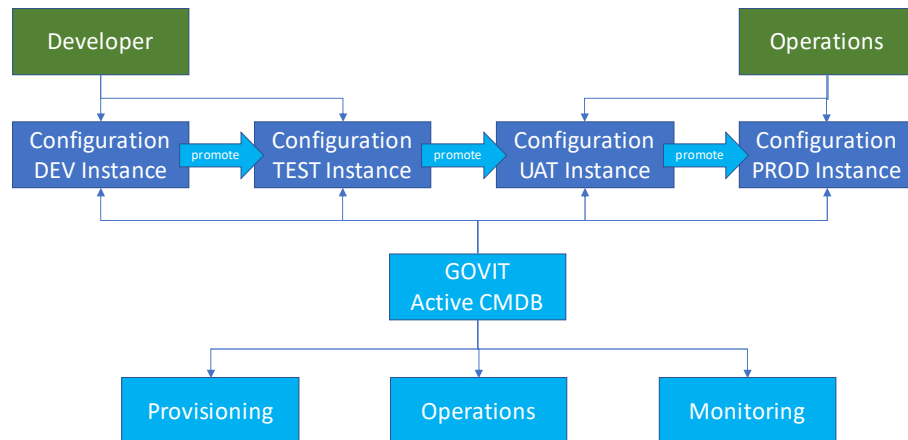 Developer
Operations
Configuration
DEV Instance
promote
Configuration
TEST Instance
promote
Configuration
UAT Instance
promote
Configuration
PROD Instance
GOVIT
Active CMDB
Provisioning
Operations
Monitoring